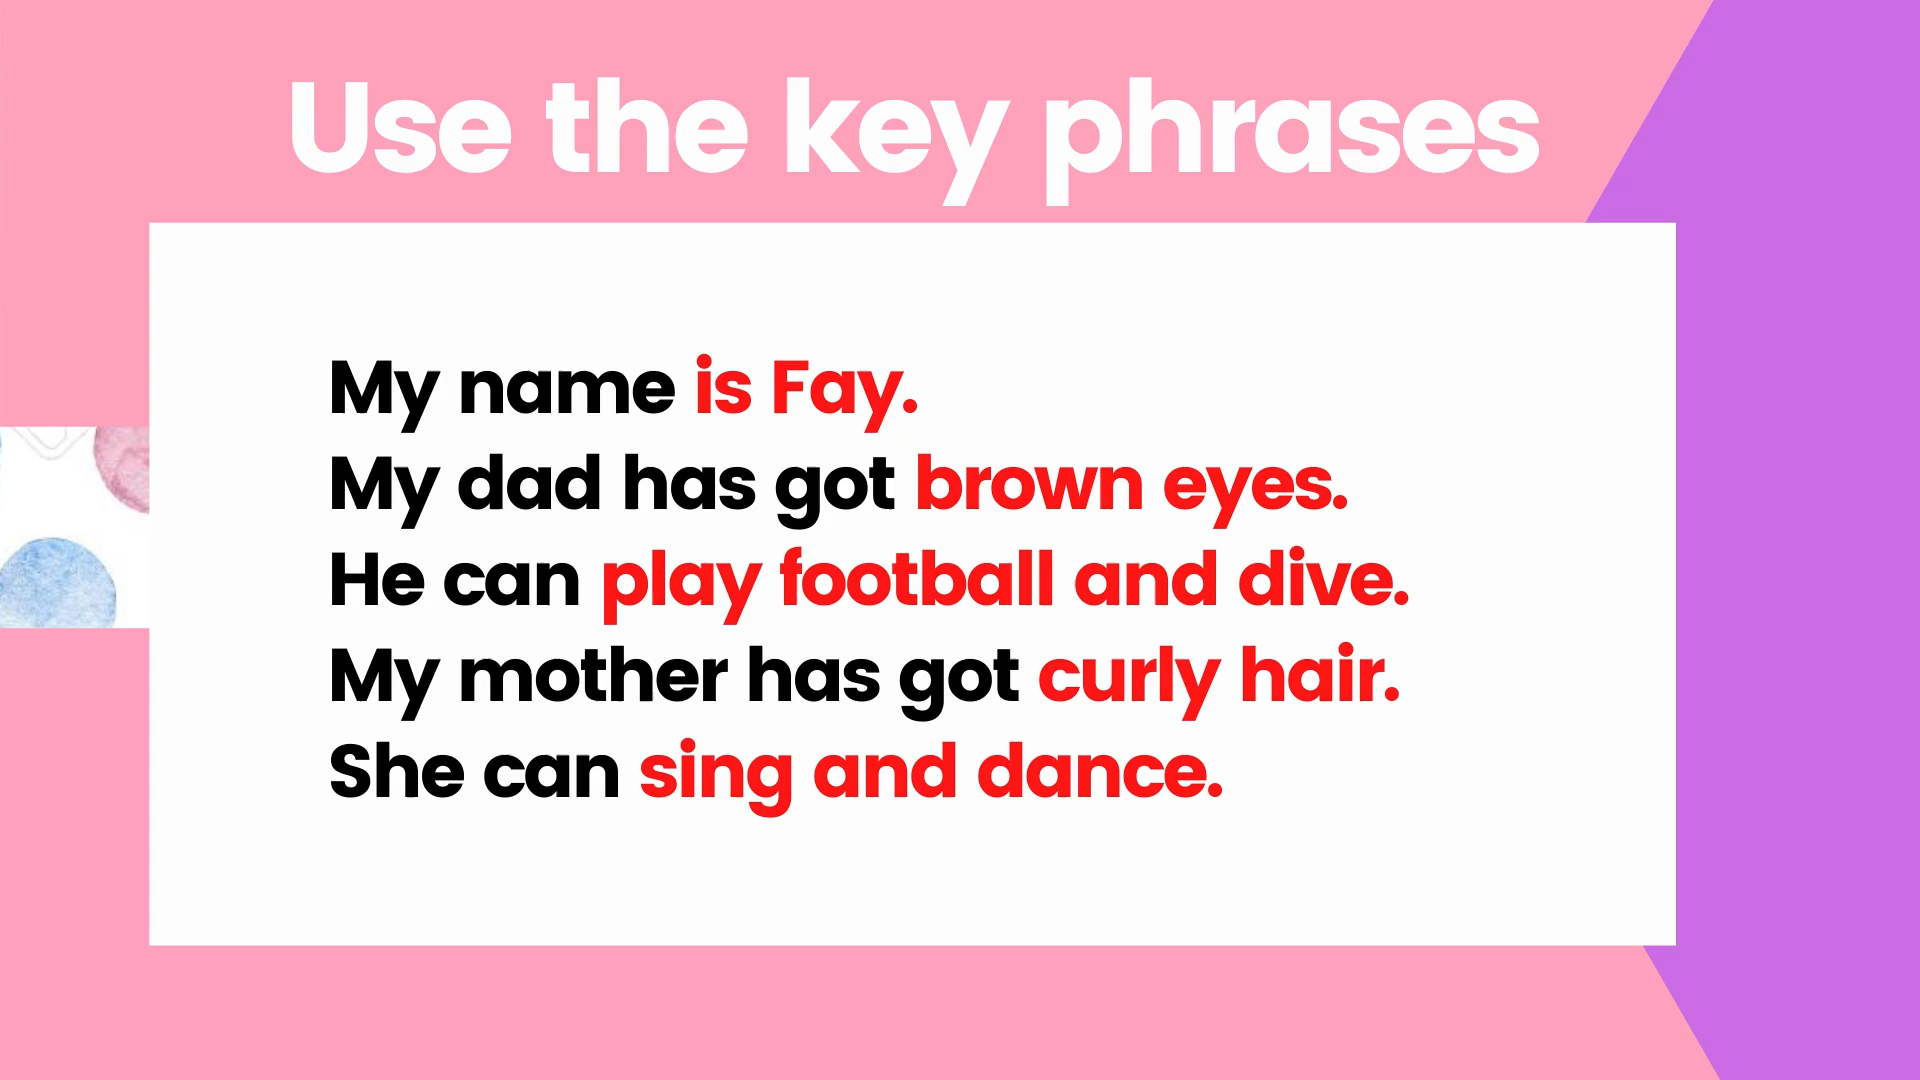 Use the key phrases
My name is Fay.
My dad has got brown eyes.
He can play football and dive.
My mother has got curly hair.
She can sing and dance.